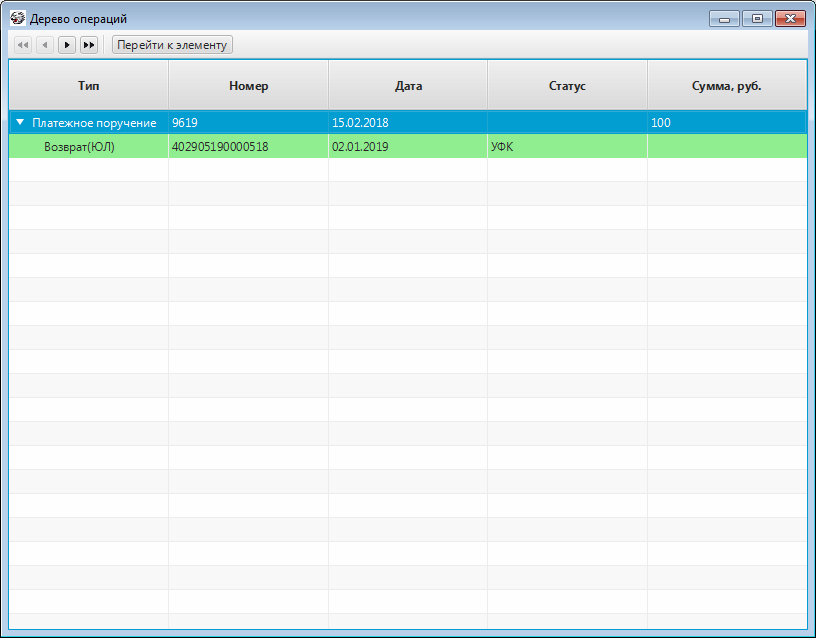 Дерево операций
Перейти к элементу
Тип Номер Дата Статус Сумма, руб.
Платежное поручение 9619 15.02.2018 100
Возврат(ЮЛ) 402905190000518 02.01.2019 УФК